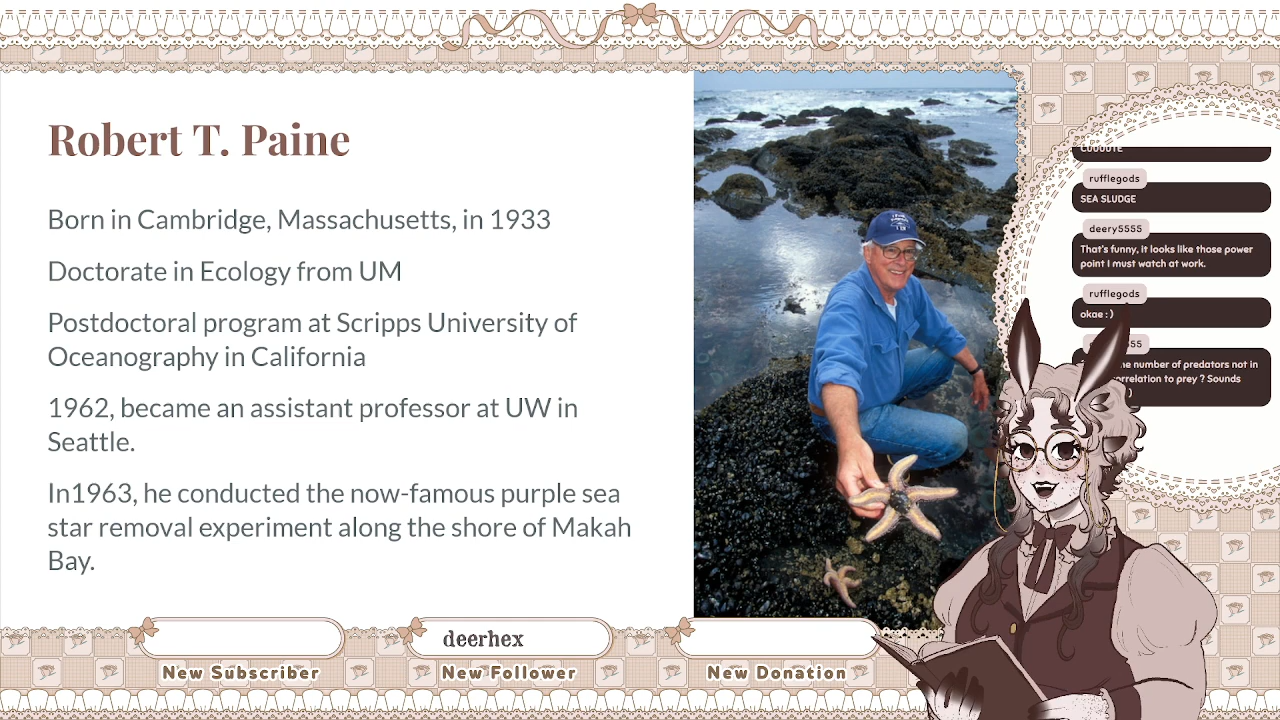 Robert T. Paine
Born in Cambridge, Massachusetts, in 1933
Doctorate in Ecology from UM
Postdoctoral program at Scripps University of
Oceanography in California
1962, became an assistant professor at UW in
Seattle.
In1963, he conducted the now-famous purple sea
star removal experiment along the shore of Makah
Bay.
CUUUUTE
rufflegods
SEA SLUDGE
deery5555
That's funny, it looks like those power
point I must watch at work.
rufflegods
okae : )
55
ne number of predators not in
orrelation to prey ? Sounds
deerhex
New Subscriber
New Follower
New Donation